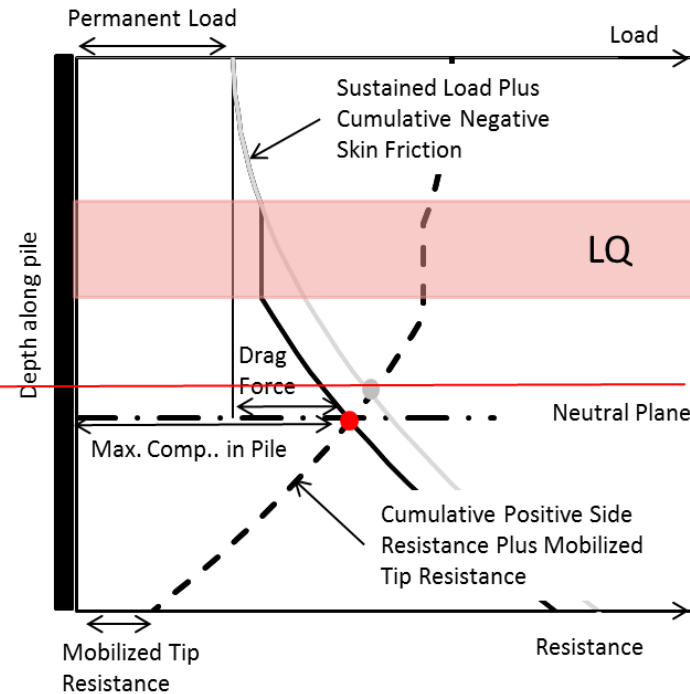 Permanent Load
Load
Sustained Load Plus
Cumulative Negative
Skin Friction
LQ
Depth along pile
Drag
Force
Neutral Plane
Max. Comp.. in Pile
Cumulative Positive Side
Resistance Plus Mobilized
Tip Resistance
Resistance
Mobilized Tip
Resistance